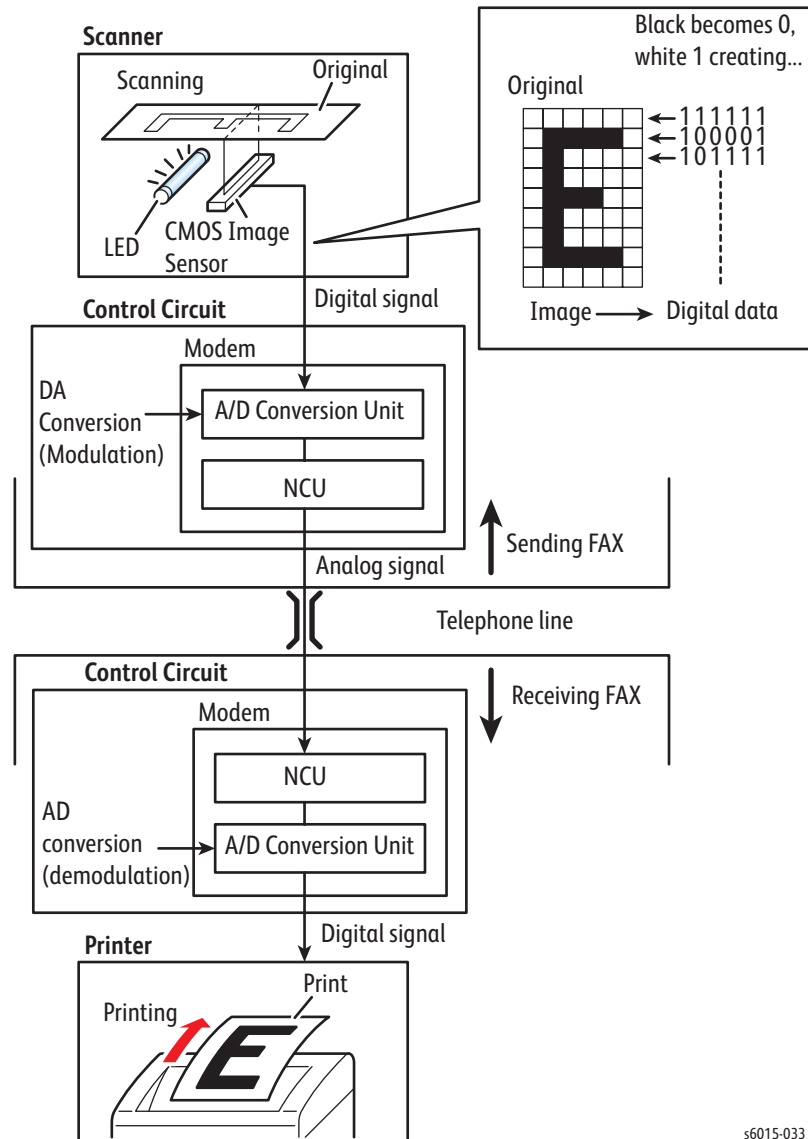 Scanner
Scanning
Original
LED
CMOS Image
Sensor
Black becomes 0,
white 1 creating...
Original
111111
100001
101111
Image
Digital data
Digital signal
Control Circuit
Modem
DA
Conversion
(Modulation)
A/D Conversion Unit
NCU
Sending FAX
Analog signal
Telephone line
Control Circuit
Receiving FAX
Modem
NCU
AD
conversion
(demodulation)
A/D Conversion Unit
Digital signal
Printer
Print
Printing
E
s6015-033